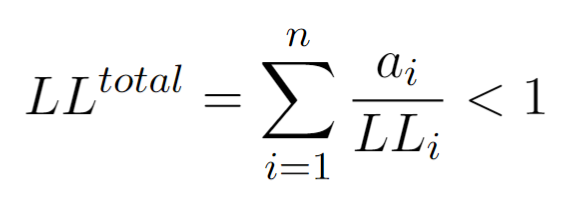 LL^{total} = \sum_{i=1}^{n} \frac{a_i}{LL_i} < 1